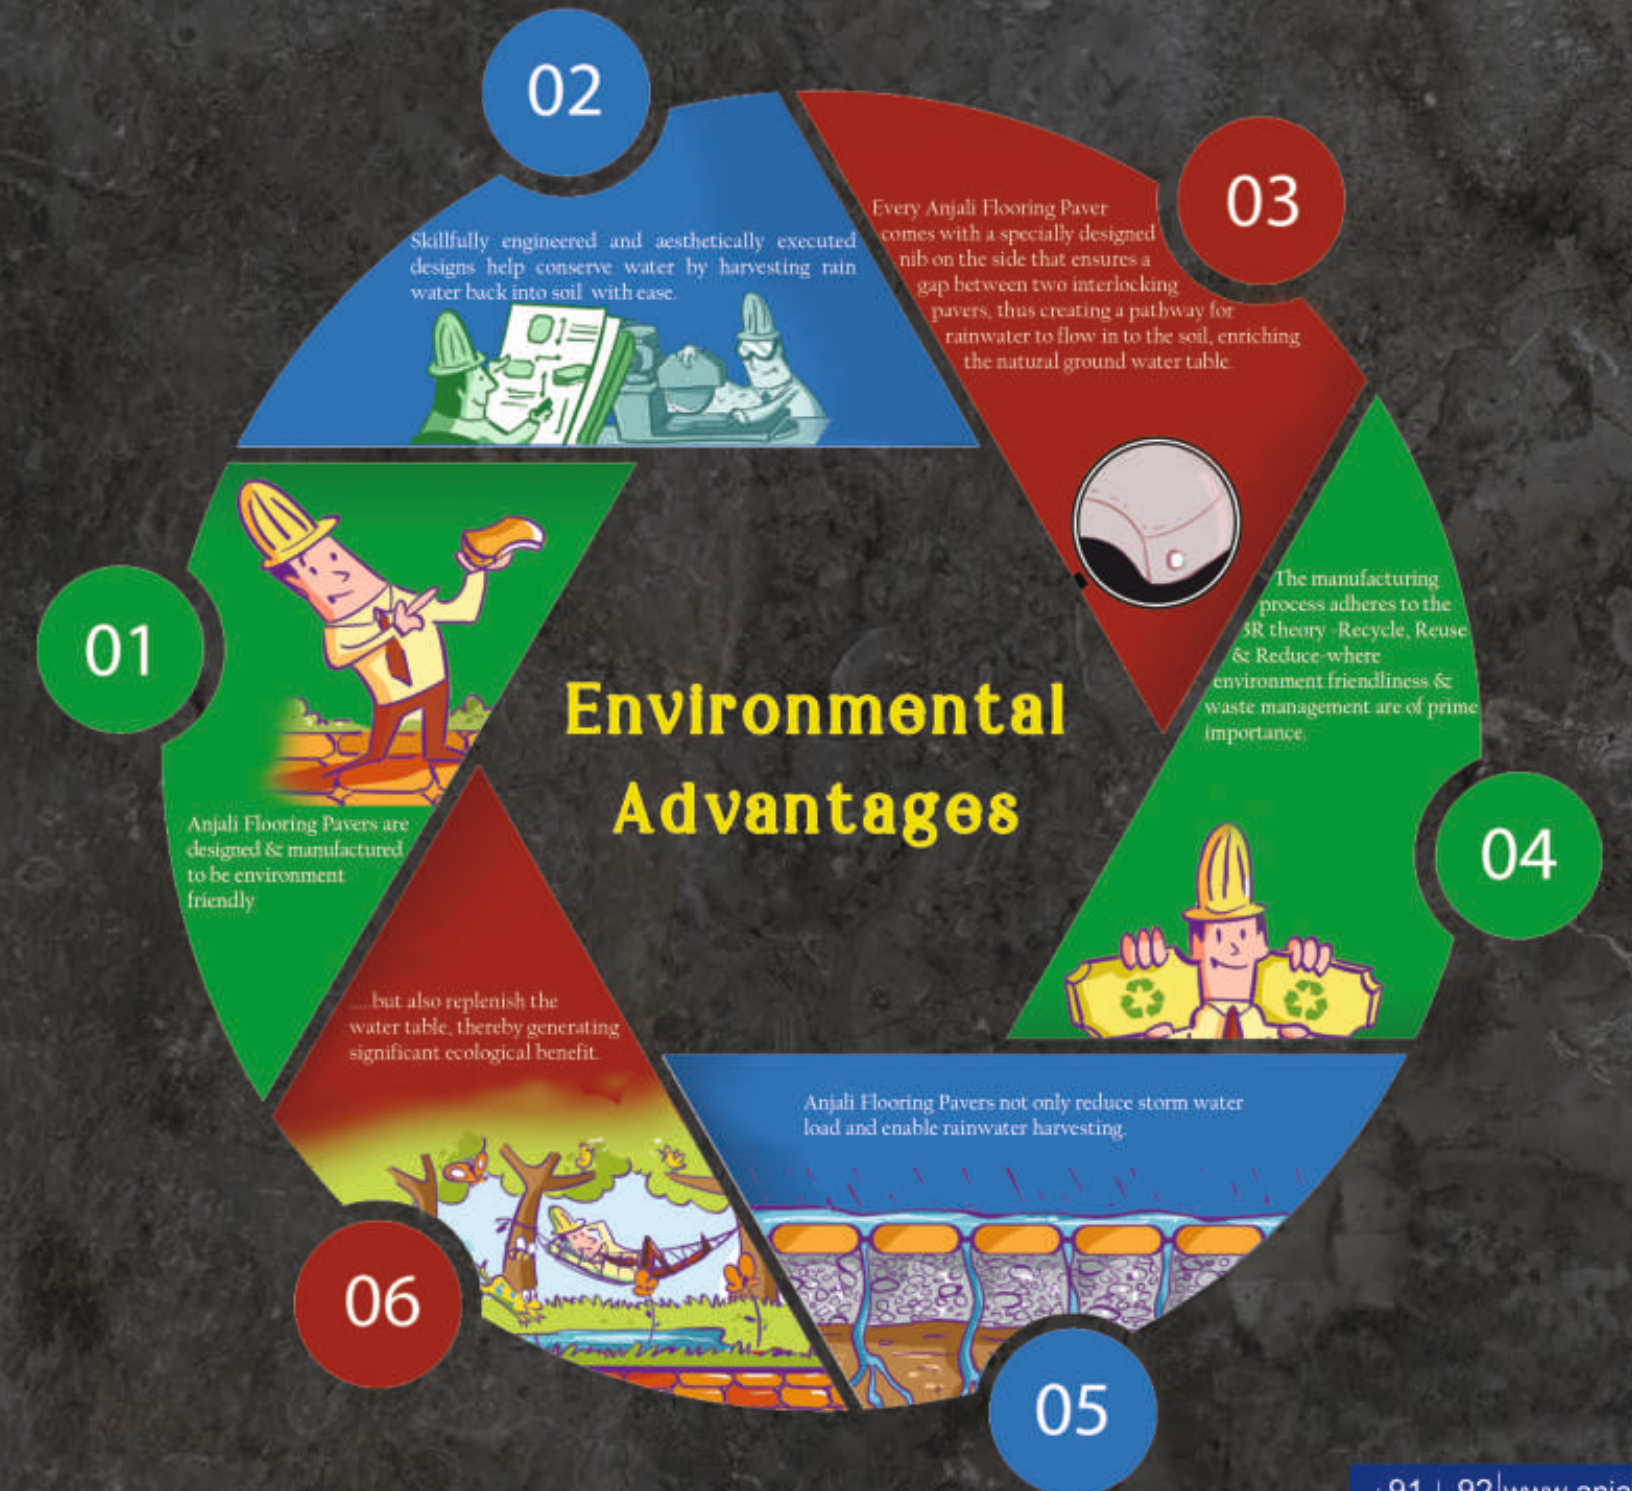 01
Anjali Flooring Pavers are
designed & manufactured
to be environment
friendly
02
Skillfully engineered and aesthetically executed
designs help conserve water by harvesting rain
water back into soil with ease.
03
Every Anjali Flooring Paver
comes with a specially designed
nib on the side that ensures a
gap between two interlocking
pavers, thus creating a pathway for
rainwater to flow in to the soil, enriching
the natural ground water table.
Environmental
Advantages
04
The manufacturing
process adheres to the
3R theory -Recycle, Reuse
& Reduce-where
environment friendliness &
waste management are of prime
importance.
05
Anjali Flooring Pavers not only reduce storm water
load and enable rainwater harvesting.
06
....but also replenish the
water table, thereby generating
significant ecological benefit.